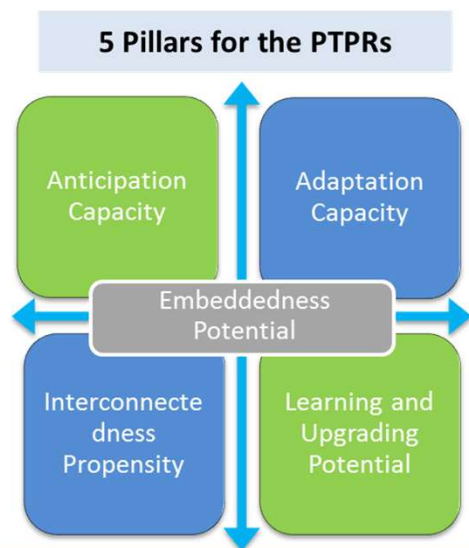 5 Pillars for the PTPRs
Anticipation
Capacity
Adaptation
Capacity
Embeddedness
Potential
Interconnecte
dness
Propensity
Learning and
Upgrading
Potential